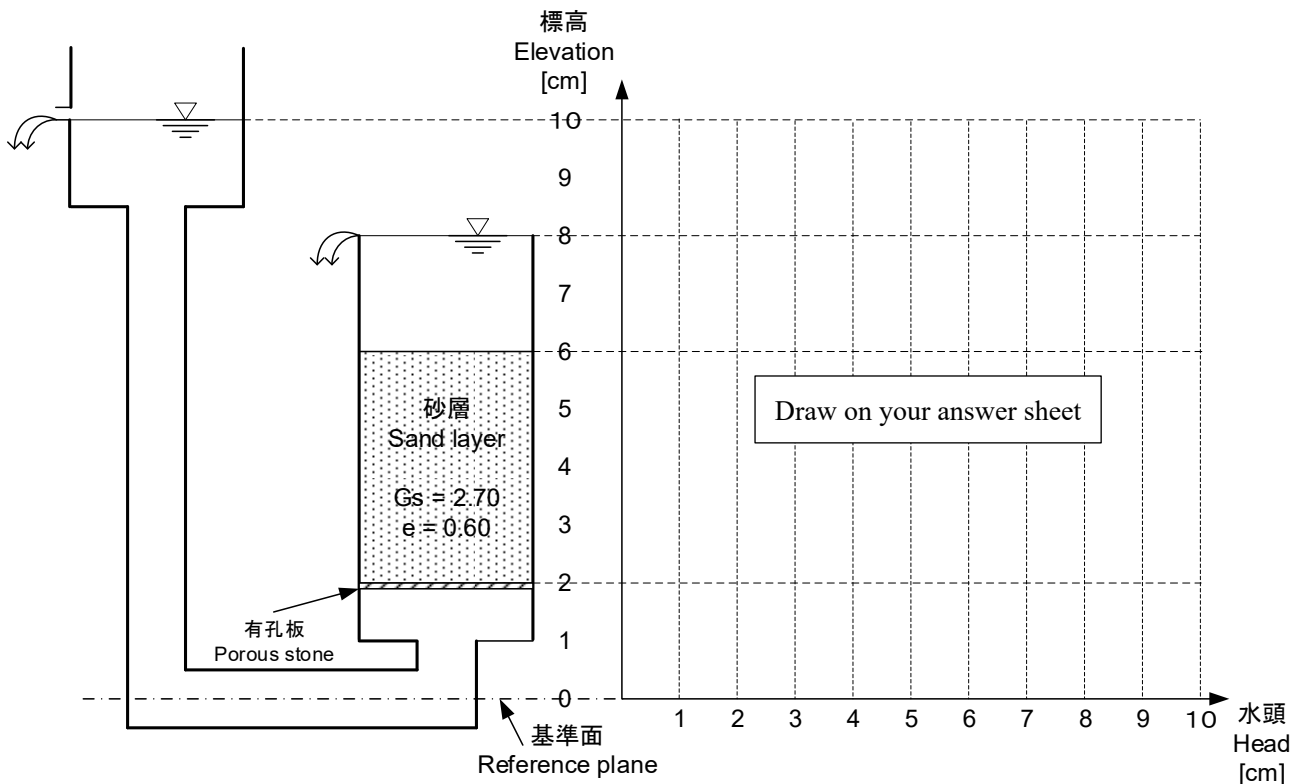 標高
Elevation
[cm]
10
9
8
7
6
5
4
3
2
1
0
砂層
Sand layer
Gs = 2.70
e = 0.60
Draw on your answer sheet
有孔板
Porous stone
基準面
Reference plane
1 2 3 4 5 6 7 8 9 10
水頭
Head
[cm]